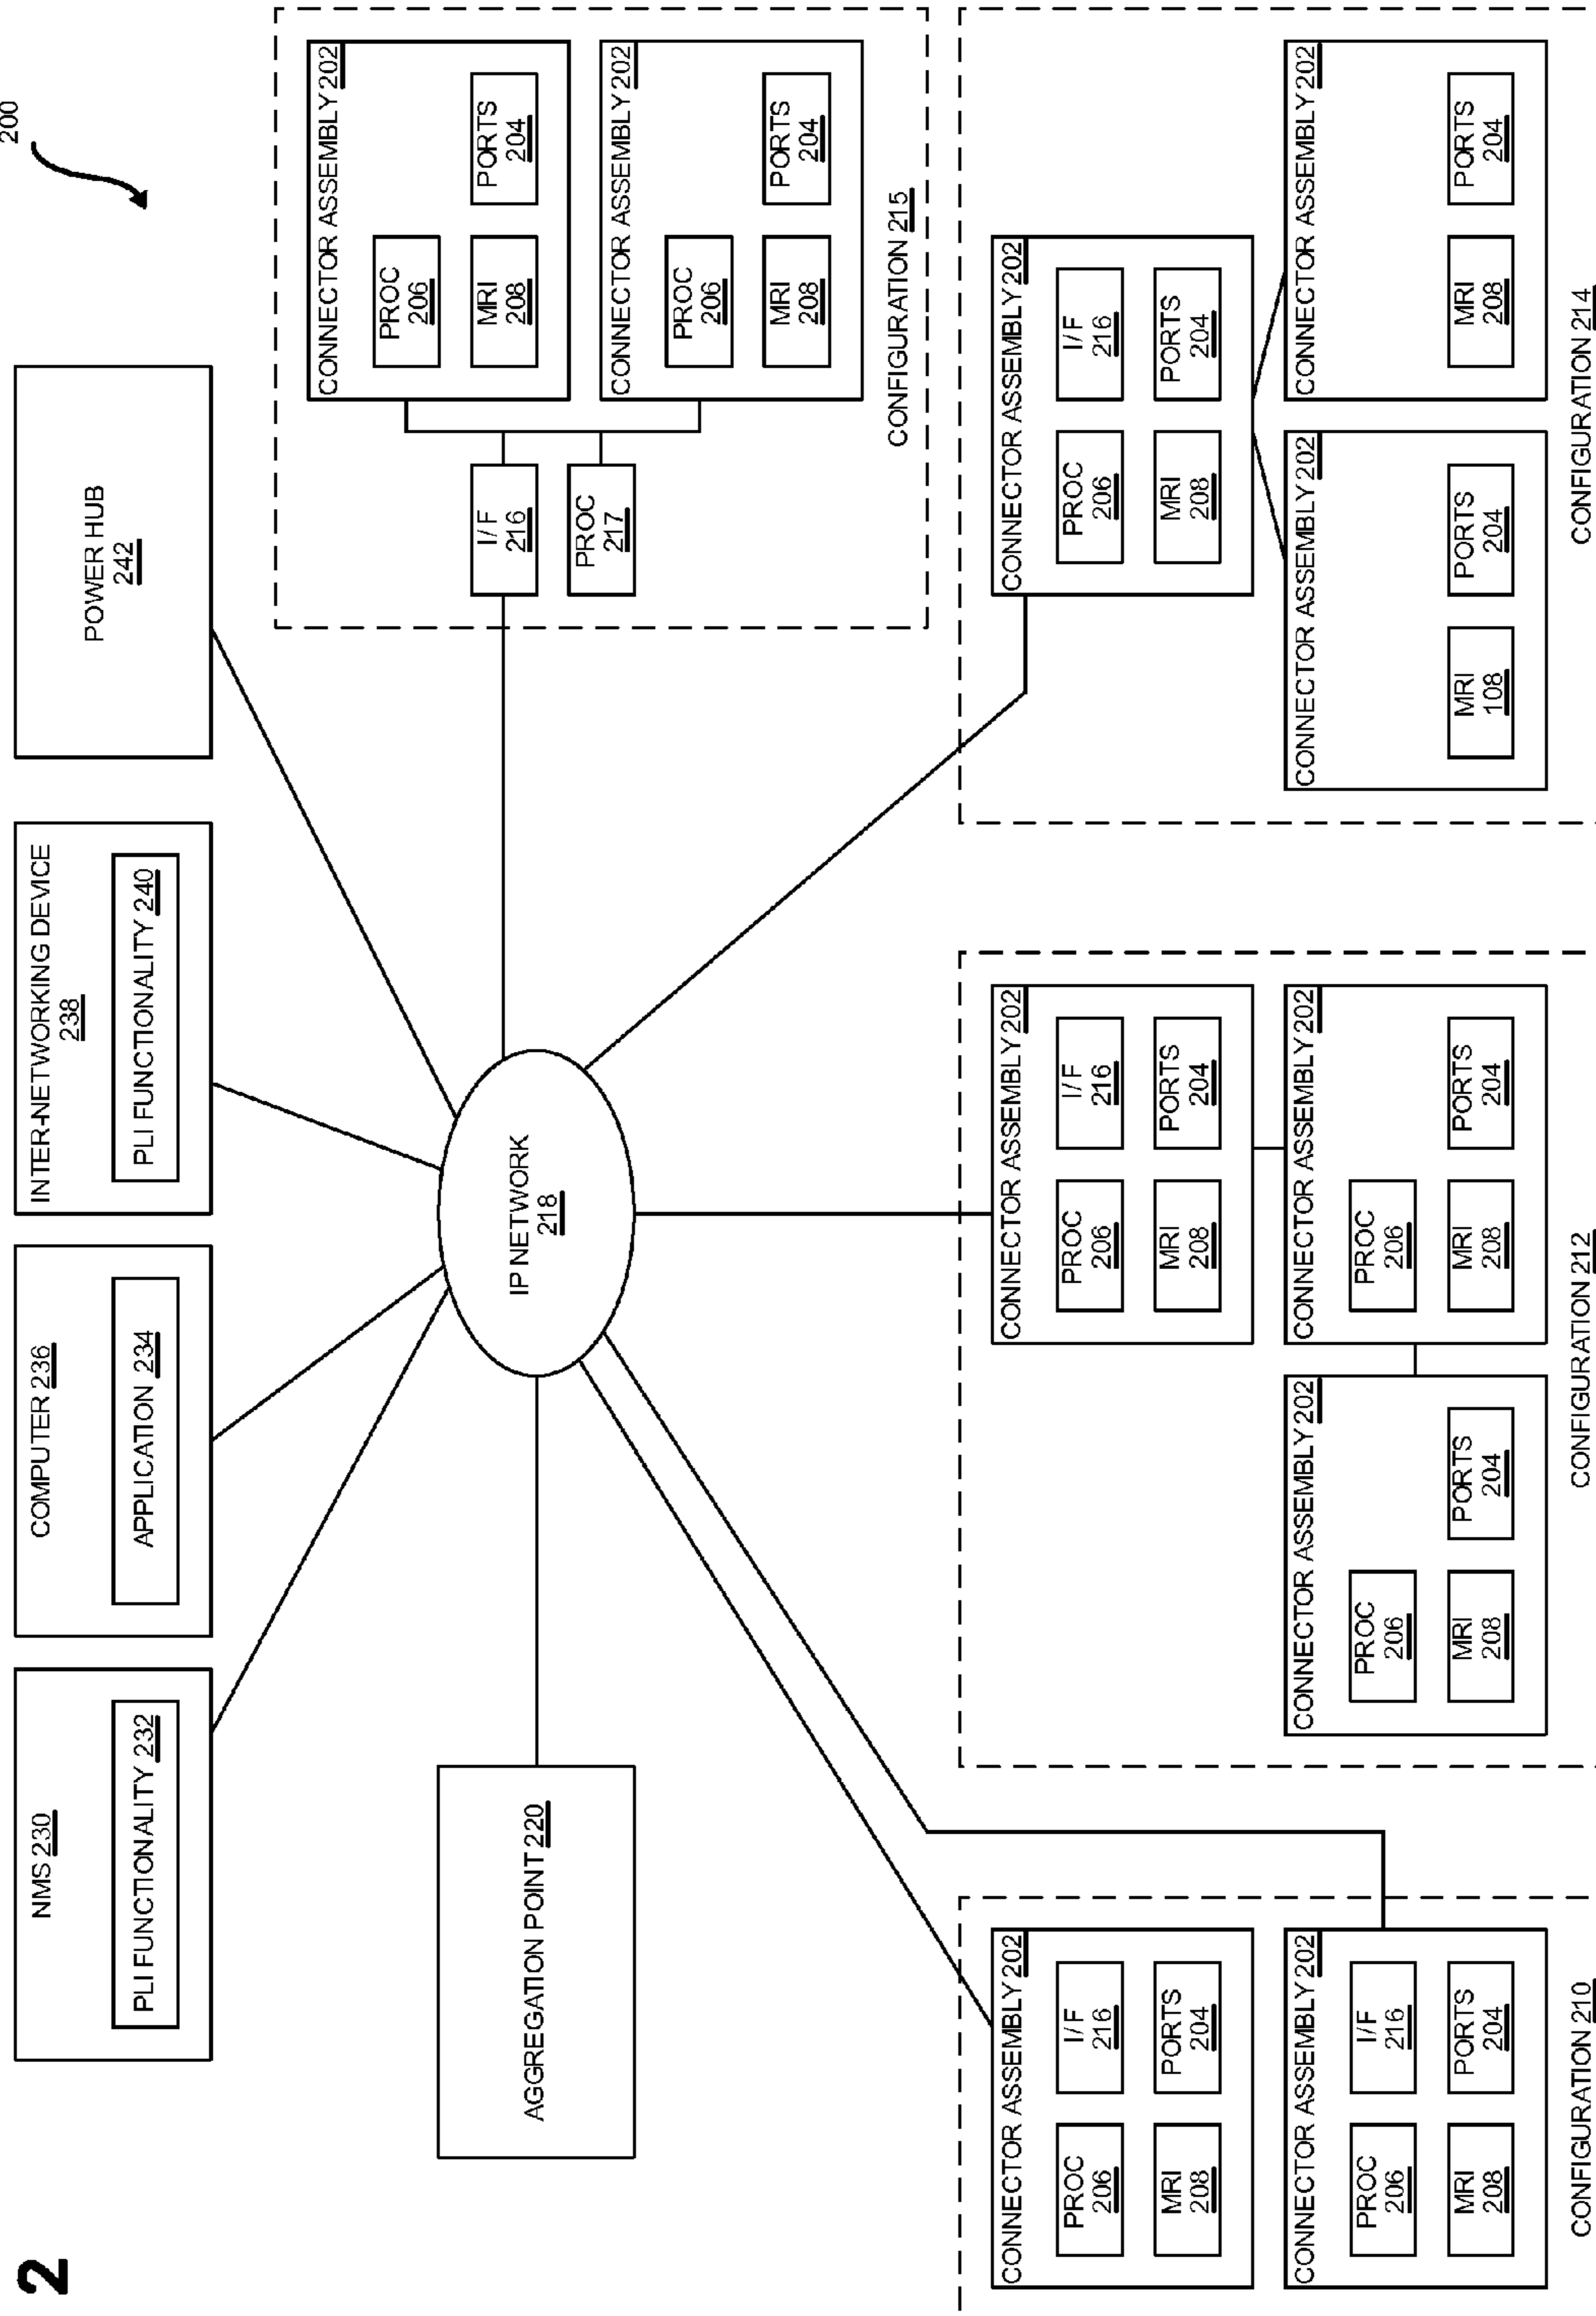 2
200
NMS 230
PLI FUNCTIONALITY 232
COMPUTER 236
APPLICATION 234
INTER-NETWORKING DEVICE
238
PLI FUNCTIONALITY 240
POWER HUB
242
AGGREGATION POINT 220
IP NETWORK
218
I/F
216
PROC
217
CONNECTOR ASSEMBLY 202
PROC
206
MRI
208
PORTS
204
CONNECTOR ASSEMBLY 202
PROC
206
MRI
208
PORTS
204
CONFIGURATION 215
CONNECTOR ASSEMBLY 202
PROC
206
I/F
216
MRI
208
PORTS
204
CONNECTOR ASSEMBLY 202
PROC
206
I/F
216
MRI
208
PORTS
204
CONFIGURATION 210
CONNECTOR ASSEMBLY 202
PROC
206
I/F
216
MRI
208
PORTS
204
CONNECTOR ASSEMBLY 202
PROC
206
MRI
208
PORTS
204
CONNECTOR ASSEMBLY 202
PROC
206
MRI
208
PORTS
204
CONFIGURATION 212
CONNECTOR ASSEMBLY 202
PROC
206
I/F
216
MRI
208
PORTS
204
CONNECTOR ASSEMBLY 202
MRI
108
PORTS
204
CONNECTOR ASSEMBLY 202
MRI
208
PORTS
204
CONFIGURATION 214